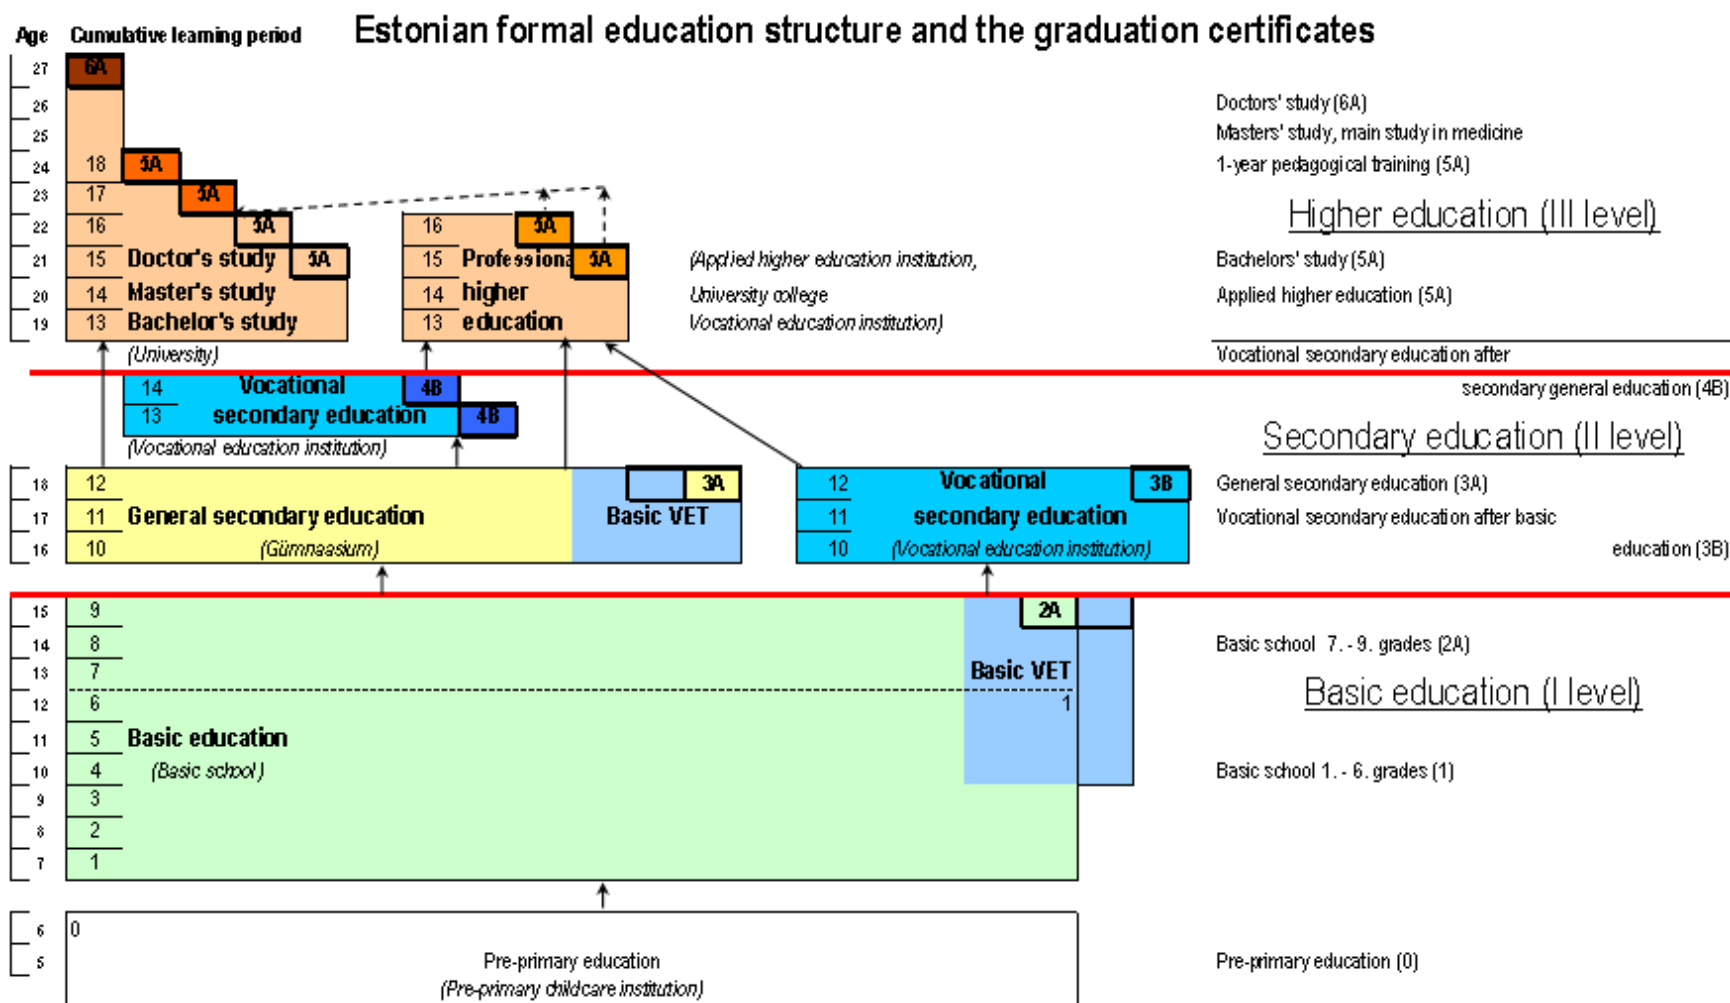 Estonian formal education structure and the graduation certificates
Age Cumulative learning period
27 6A
26 Doctors' study (6A)
25 Masters' study, main study in medicine
24 18 5A 1-year pedagogical training (5A)
23 17 5A
Higher education (III level)
22 16 5A 16 5A
21 15 Doctor's study 5A 15 Professiona 5A (Applied higher education institution, Bachelors' study (5A)
20 14 Master's study 14 higher University college Applied higher education (5A)
19 13 Bachelor's study 13 education Vocational education institution)
(University) Vocational secondary education after
14 Vocational 4B secondary general education (4B)
13 secondary education 4B
Secondary education (II level)
(Vocational education institution)
18 12 3A 12 Vocational 3B General secondary education (3A)
17 11 General secondary education Basic VET 11 secondary education Vocational secondary education after basic
16 10 (Gümnaasium) 10 (Vocational education institution) education (3B)
15 9 2A
14 8 Basic school 7. - 9. grades (2A)
13 7 Basic VET
Basic education (I level)
12 6 1
11 5 Basic education
10 4 (Basic school) Basic school 1. - 6. grades (1)
9 3
8 2
7 1
6 0
5 Pre-primary education Pre-primary education (0)
(Pre-primary childcare institution)